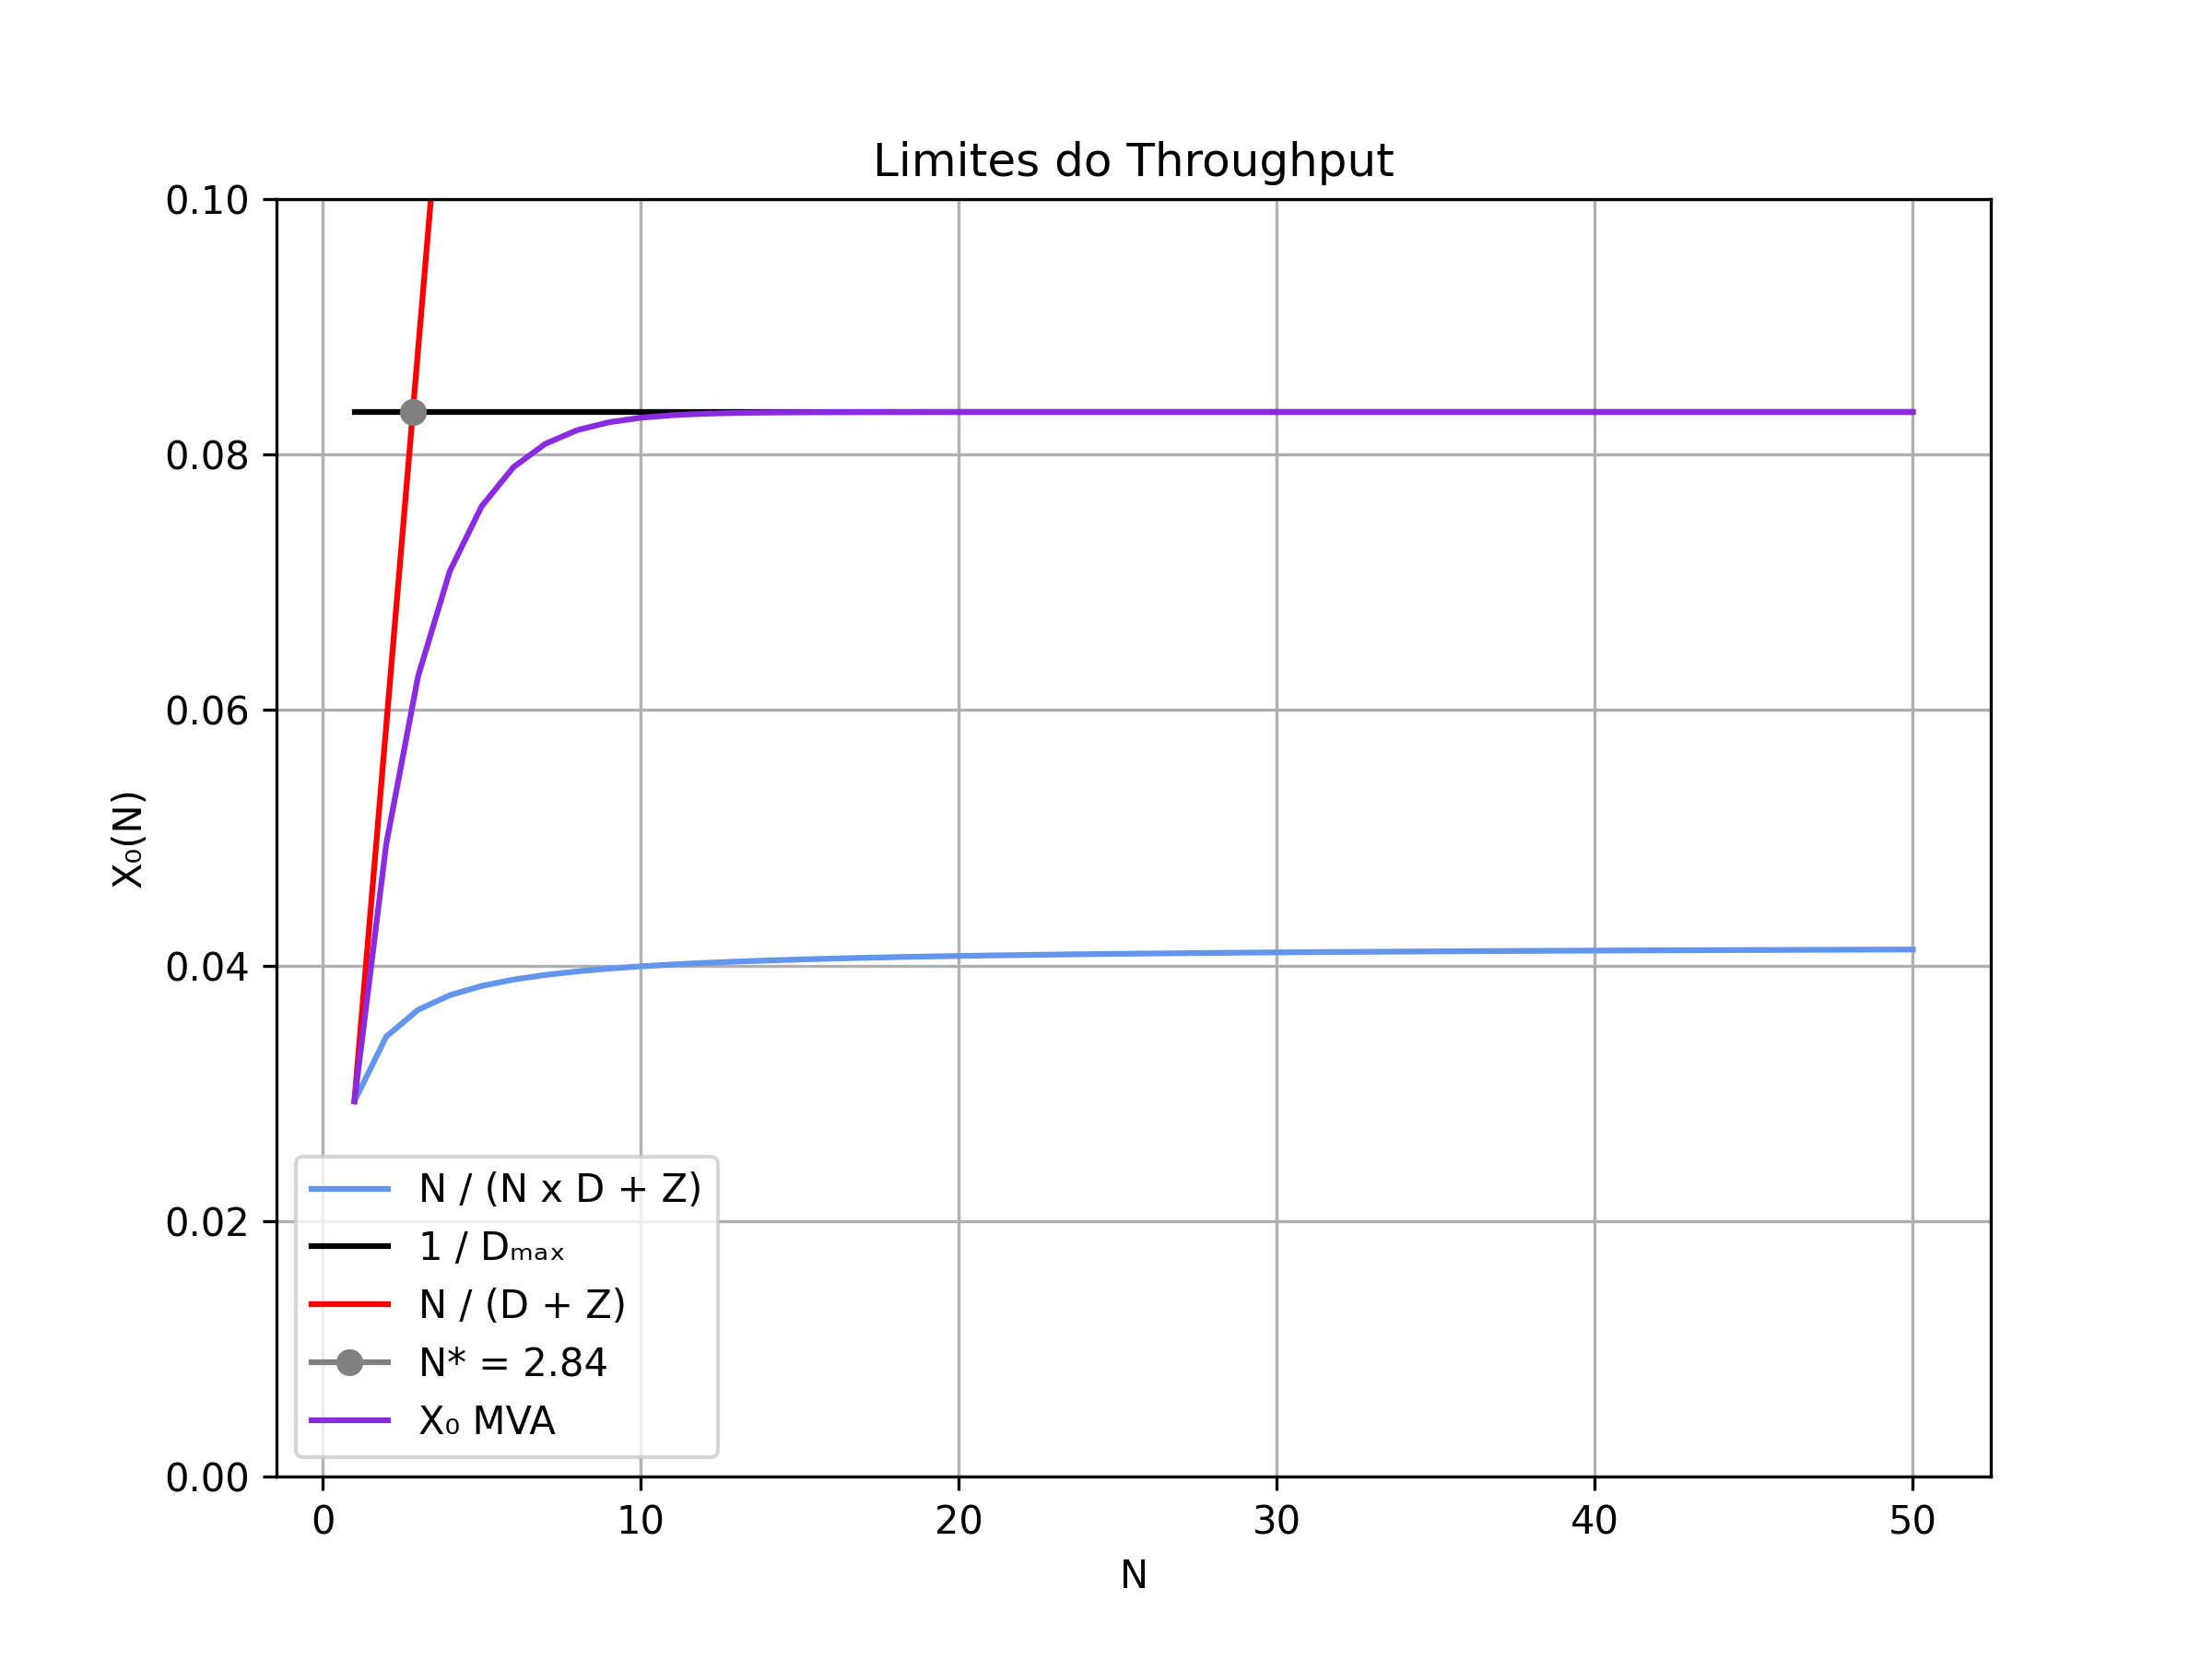 Limites do Throughput
0.10
0.08
0.06
0.04
0.02
0.00
X₀(N)
N / (N x D + Z)
1 / Dₘₐₓ
N / (D + Z)
N* = 2.84
X₀ MVA
0 10 20 30 40 50
N